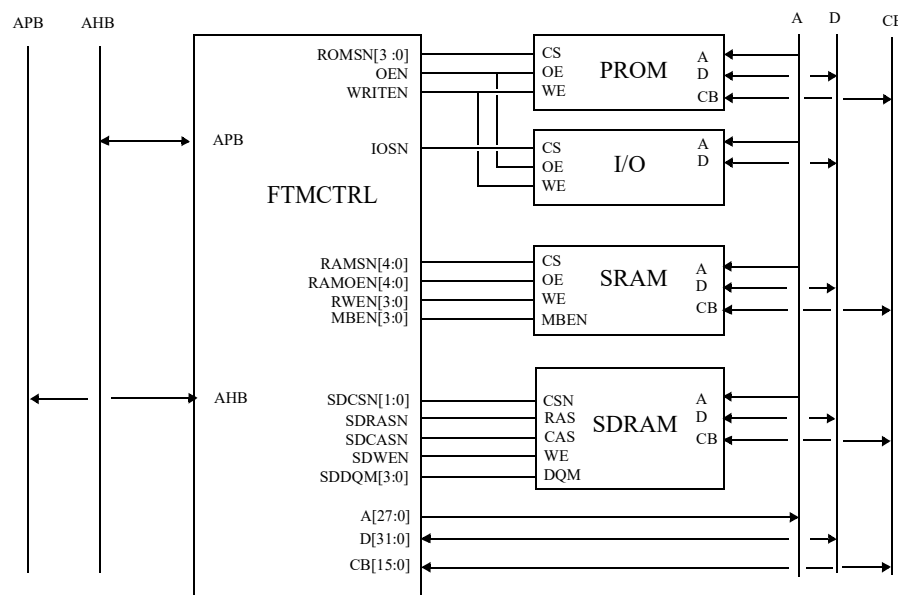 APB AHB A D CB
ROMSN[3 :0] CS PROM A
OEN OE D
WRITEN WE CB
APB IOSN CS I/O A
OE D
WE
FTMCTRL
RAMSN[4:0] CS SRAM A
RAMOEN[4:0] OE D
RWEN[3:0] WE CB
MBEN[3:0] MBEN
AHB SDCSN[1:0] CSN SDRAM A
SDRASN RAS D
SDCASN CAS CB
SDWEN WE
SDDQM[3:0] DQM
A[27:0]
D[31:0]
CB[15:0]